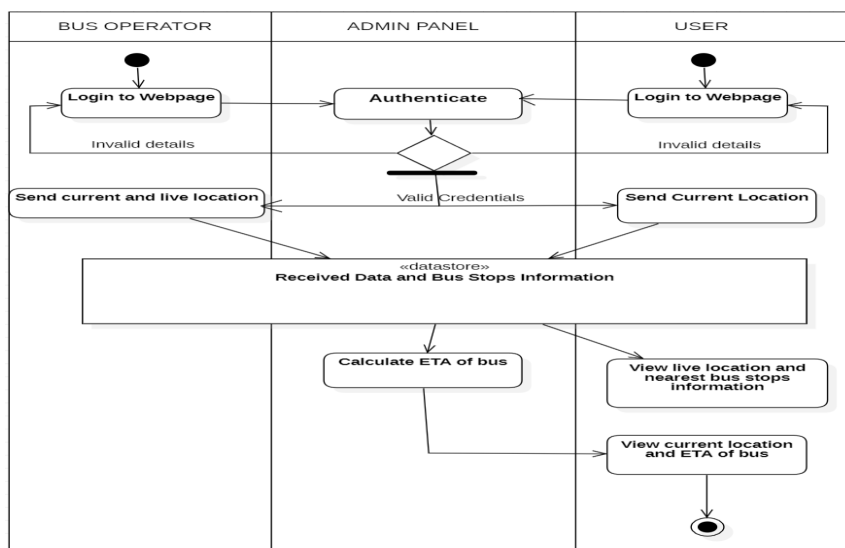 BUS OPERATOR
ADMIN PANEL
USER
Login to Webpage
Authenticate
Login to Webpage
Invalid details
Invalid details
Send current and live location
Valid Credentials
Send Current Location
«datastore»
Received Data and Bus Stops Information
Calculate ETA of bus
View live location and
nearest bus stops
information
View current location
and ETA of bus